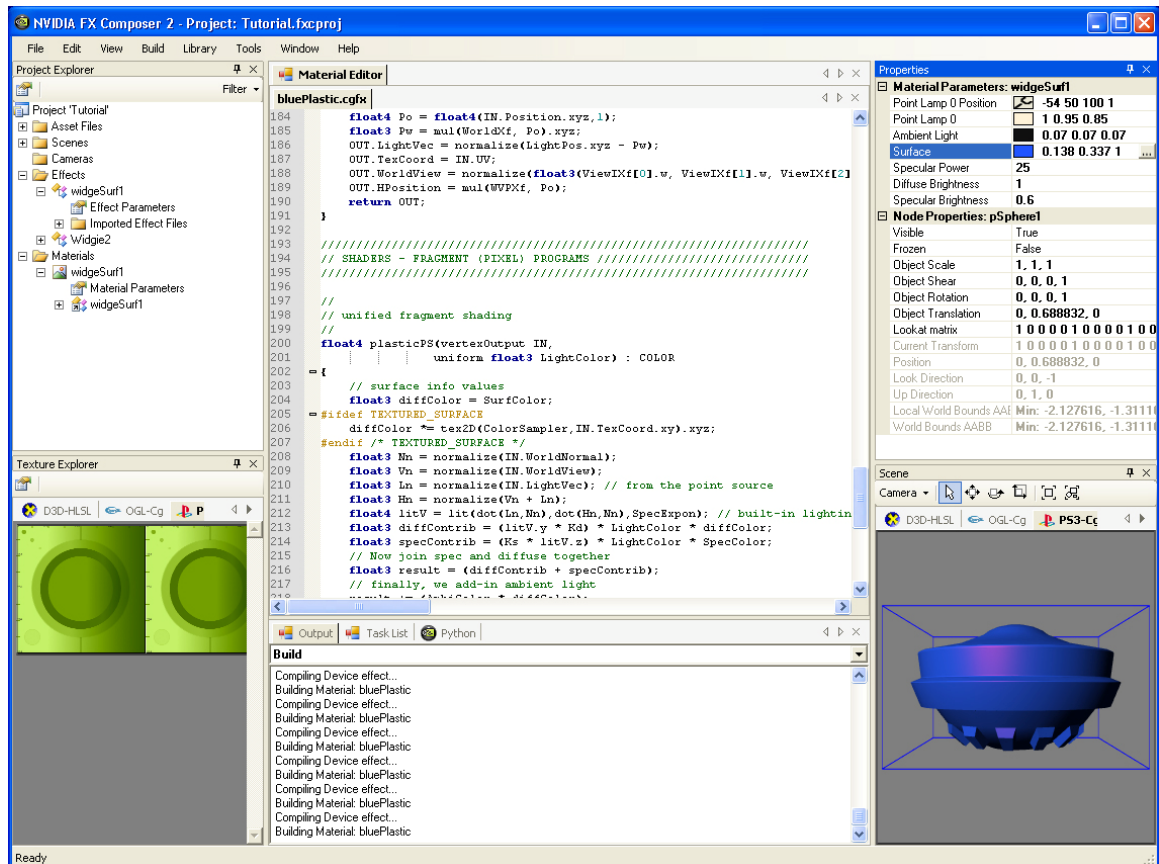 NVIDIA FX Composer 2 - Project: Tutorial.fxcproj
File Edit View Build Library Tools Window Help
Project Explorer
Filter
Project 'Tutorial'
Asset Files
Scenes
Cameras
Effects
widgeSurf1
Effect Parameters
Imported Effect Files
Widgie2
Materials
widgeSurf1
Material Parameters
widgeSurf1
Texture Explorer
D3D-HLSL OGL-Cg P
Material Editor
bluePlastic.cgfx
184 float4 Po = float4(IN.Position.xyz,1);
185 float3 Pw = mul(WorldXf, Po).xyz;
186 OUT.LightVec = normalize(LightPos.xyz - Pw);
187 OUT.TexCoord = IN.UV;
188 OUT.WorldView = normalize(float3(ViewIXf[0].w, ViewIXf[1].w, ViewIXf[2]
189 OUT.HPosition = mul(WVPXf, Po);
190 return OUT;
191 }
192
193 /////////////////////////////////////////////////////////////////////
194 // SHADERS - FRAGMENT (PIXEL) PROGRAMS //////////////////////////////
195 /////////////////////////////////////////////////////////////////////
196
197 //
198 // unified fragment shading
199 //
200 float4 plasticPS(vertexOutput IN,
201 uniform float3 LightColor) : COLOR
202 {
203 // surface info values
204 float3 diffColor = SurfColor;
205 #ifdef TEXTURED_SURFACE
206 diffColor *= tex2D(ColorSampler,IN.TexCoord.xy).xyz;
207 #endif /* TEXTURED_SURFACE */
208 float3 Nn = normalize(IN.WorldNormal);
209 float3 Vn = normalize(IN.WorldView);
210 float3 Ln = normalize(IN.LightVec); // from the point source
211 float3 Hn = normalize(Vn + Ln);
212 float4 litV = lit(dot(Ln,Nn),dot(Hn,Nn),SpecExpon); // built-in lightin
213 float3 diffContrib = (litV.y * Kd) * LightColor * diffColor;
214 float3 specContrib = (Ks * litV.z) * LightColor * SpecColor;
215 // Now join spec and diffuse together
216 float3 result = (diffContrib + specContrib);
217 // finally, we add-in ambient light
218 result += (AmbiColor * diffColor);
Output Task List Python
Build
Compiling Device effect...
Building Material: bluePlastic
Compiling Device effect...
Building Material: bluePlastic
Compiling Device effect...
Building Material: bluePlastic
Compiling Device effect...
Building Material: bluePlastic
Compiling Device effect...
Building Material: bluePlastic
Compiling Device effect...
Building Material: bluePlastic
Properties
Material Parameters: widgeSurf1
Point Lamp 0 Position -54 50 100 1
Point Lamp 0 1 0.95 0.85
Ambient Light 0.07 0.07 0.07
Surface 0.138 0.337 1 ...
Specular Power 25
Diffuse Brightness 1
Specular Brightness 0.6
Node Properties: pSphere1
Visible True
Frozen False
Object Scale 1, 1, 1
Object Shear 0, 0, 0, 1
Object Rotation 0, 0, 0, 1
Object Translation 0, 0.688832, 0
Lookat matrix 1 0 0 0 0 1 0 0 0 0 1 0 0
Current Transform 1 0 0 0 0 1 0 0 0 0 1 0 0
Position 0, 0.688832, 0
Look Direction 0, 0, -1
Up Direction 0, 1, 0
Local World Bounds AAB Min: -2.127616, -1.31110
World Bounds AABB Min: -2.127616, -1.31110
Scene
Camera
D3D-HLSL OGL-Cg PS3-Cg
Ready